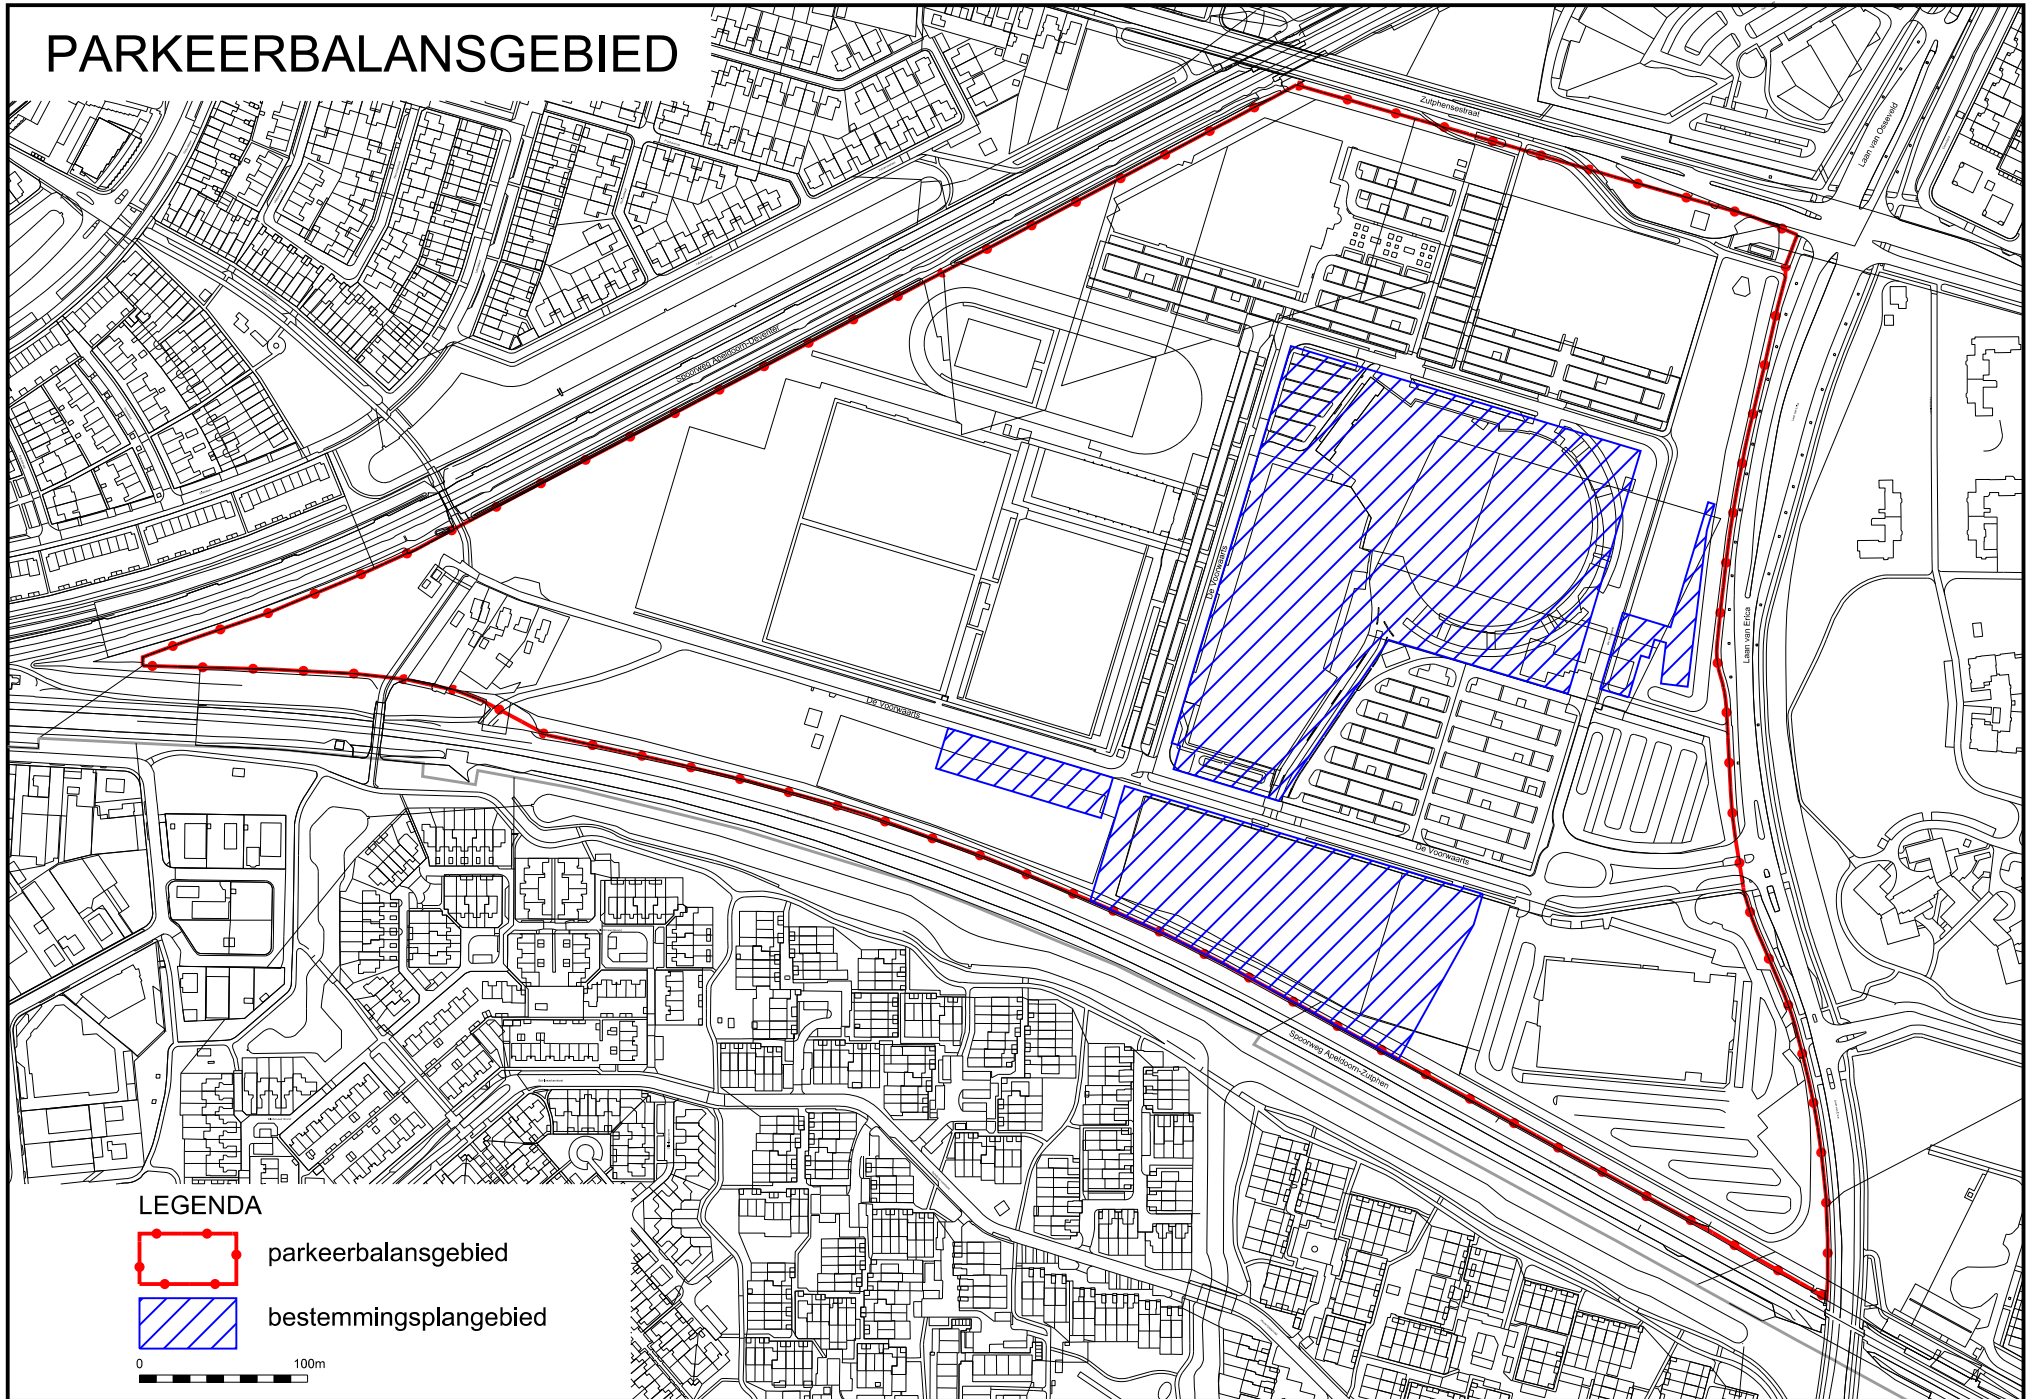 PARKEERBALANSGEBIED
Zutphensestraat
Laan van Osseveld
Spoorweg Apeldoorn-Deventer
De Voorwaarts
Laan van Erica
De Voorwaarts
De Voorwaarts
Spoorweg Apeldoorn-Zutphen
LEGENDA
parkeerbalansgebied
bestemmingsplangebied
0 100m